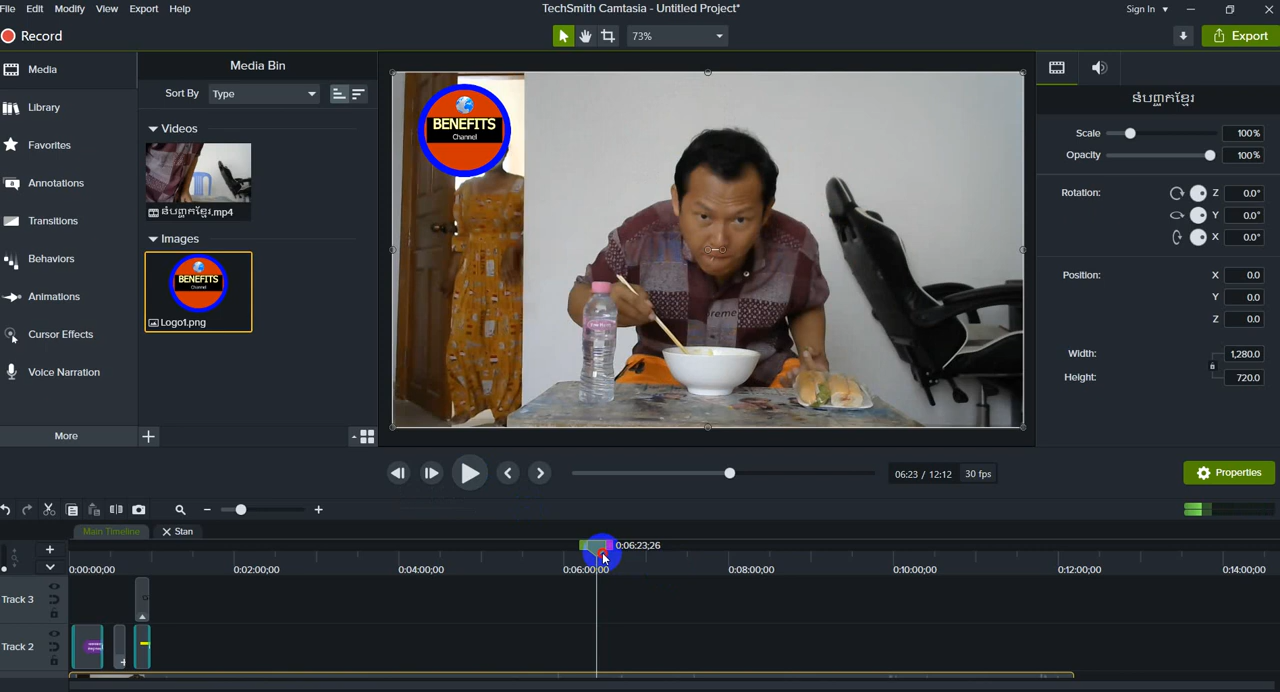 File Edit Modify View Export Help
TechSmith Camtasia - Untitled Project*
Sign In
Record
73%
Export
Media
Library
Favorites
Annotations
Transitions
Behaviors
Animations
Cursor Effects
Voice Narration
More
Media Bin
Sort By Type
Videos
នំបញ្ចុកខ្មែរ.mp4
Images
BENEFITS
Channel
Logo1.png
BENEFITS
Channel
reme
នំបញ្ចុកខ្មែរ
Scale 100%
Opacity 100%
Rotation: Z 0.0°
Y 0.0°
X 0.0°
Position: X 0.0
Y 0.0
Z 0.0
Width: 1,280.0
Height: 720.0
06:23 / 12:12 30 fps
Properties
Main Timeline Stan
0:06:23;26
0:00:00;00 0:02:00;00 0:04:00;00 0:06:00;00 0:08:00;00 0:10:00;00 0:12:00;00 0:14:00;00
Track 3
Track 2